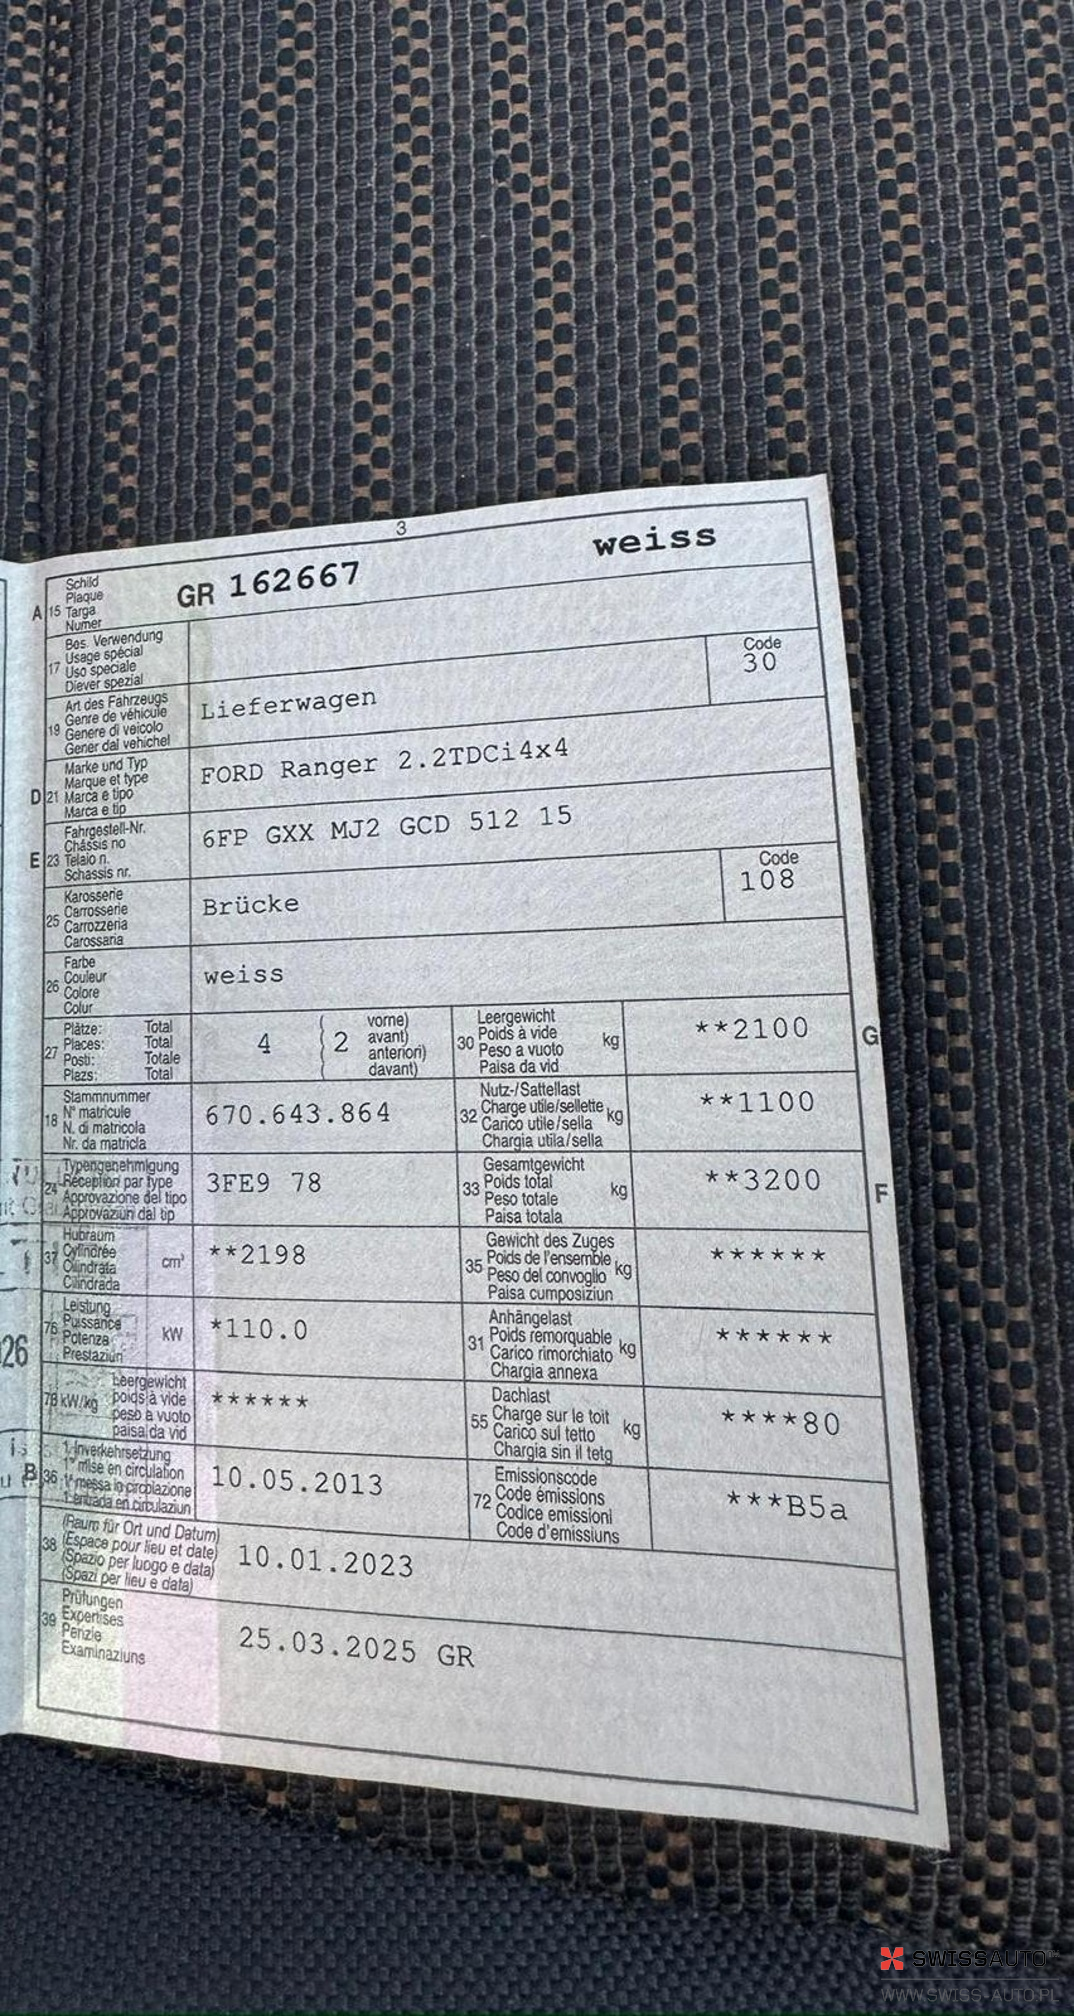 3
A 15 Schild
Plaque
Targa
Numer
GR 162667 weiss
17 Bes. Verwendung
Usage spécial
Uso speciale
Diever spezial
19 Art des Fahrzeugs
Genre de véhicule
Genere di veicolo
Gener dal vehichel
Lieferwagen
Code
30
D 21 Marke und Typ
Marque et type
Marca e tipo
Marca e tip
FORD Ranger 2.2TDCi4x4
E 23 Fahrgestell-Nr.
Châssis no
Telaio n.
Schassis nr.
6FP GXX MJ2 GCD 512 15
25 Karosserie
Carrosserie
Carrozzeria
Carossaria
Brücke
Code
108
26 Farbe
Couleur
Colore
Colur
weiss
27 Plätze: Total
Places: Total
Posti: Totale
Plazs: Total
4 ( 2 vorne)
avant)
anteriori)
davant)
30 Leergewicht
Poids à vide
Peso a vuoto
Paisa da vid
kg
**2100
G
18 Stammnummer
N° matricule
N. di matricola
Nr. da matricla
670.643.864
32 Nutz-/Sattellast
Charge utile/sellette
Carico utile/sella
Chargia utila/sella
kg
**1100
24 Typengenehmigung
Réception par type
Approvazione del tipo
Approvaziun dal tip
3FE9 78
33 Gesamtgewicht
Poids total
Peso totale
Paisa totala
kg
**3200
F
37 Hubraum
Cylindrée
Cilindrata
Cilindrada
cm³
**2198
35 Gewicht des Zuges
Poids de l'ensemble
Peso del convoglio
Paisa cumposiziun
kg
******
76 Leistung
Puissance
Potenza
Prestaziun
kW
*110.0
31 Anhängelast
Poids remorquable
Carico rimorchiato
Chargia annexa
kg
******
26
78 kW/kg Leergewicht
poids à vide
peso a vuoto
paisa da vid
******
55 Dachlast
Charge sur le toit
Carico sul tetto
Chargia sin il tetg
kg
****80
B 36 1. Inverkehrsetzung
1re mise en circulation
1a messa in circolazione
1. entrada en circulaziun
10.05.2013
72 Emissionscode
Code émissions
Codice emissioni
Code d'emissiuns
***B5a
38 (Raum für Ort und Datum)
(Espace pour lieu et date)
(Spazio per luogo e data)
(Spazi per lieu e data)
10.01.2023
39 Prüfungen
Expertises
Perizie
Examinaziuns
25.03.2025 GR
SWISSAUTO
WWW.SWISS-AUTO.PL